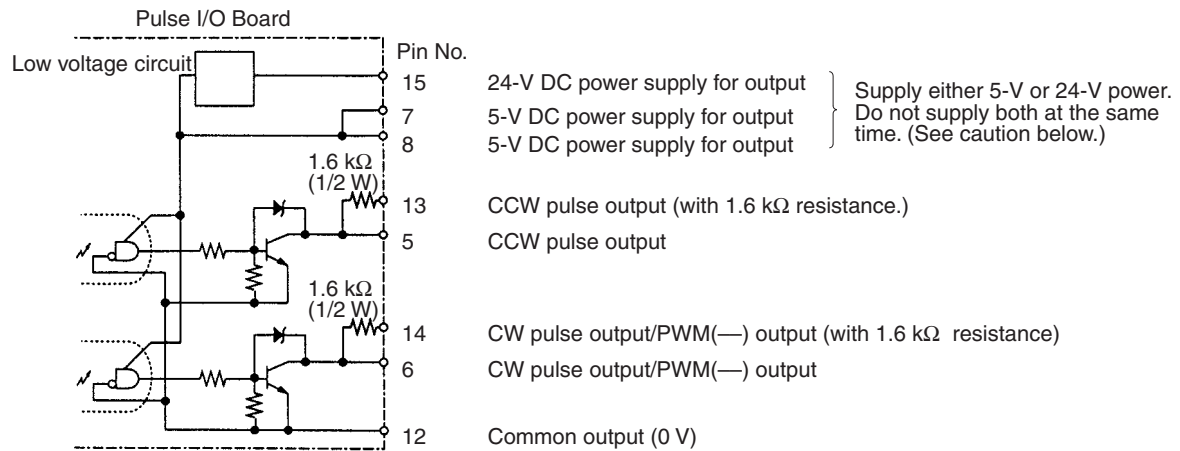 Pulse I/O Board
Low voltage circuit
Pin No.
15 24-V DC power supply for output
7 5-V DC power supply for output
8 5-V DC power supply for output
Supply either 5-V or 24-V power.
Do not supply both at the same
time. (See caution below.)
1.6 kΩ
(1/2 W)
13 CCW pulse output (with 1.6 kΩ resistance.)
5 CCW pulse output
1.6 kΩ
(1/2 W)
14 CW pulse output/PWM(—) output (with 1.6 kΩ resistance)
6 CW pulse output/PWM(—) output
12 Common output (0 V)